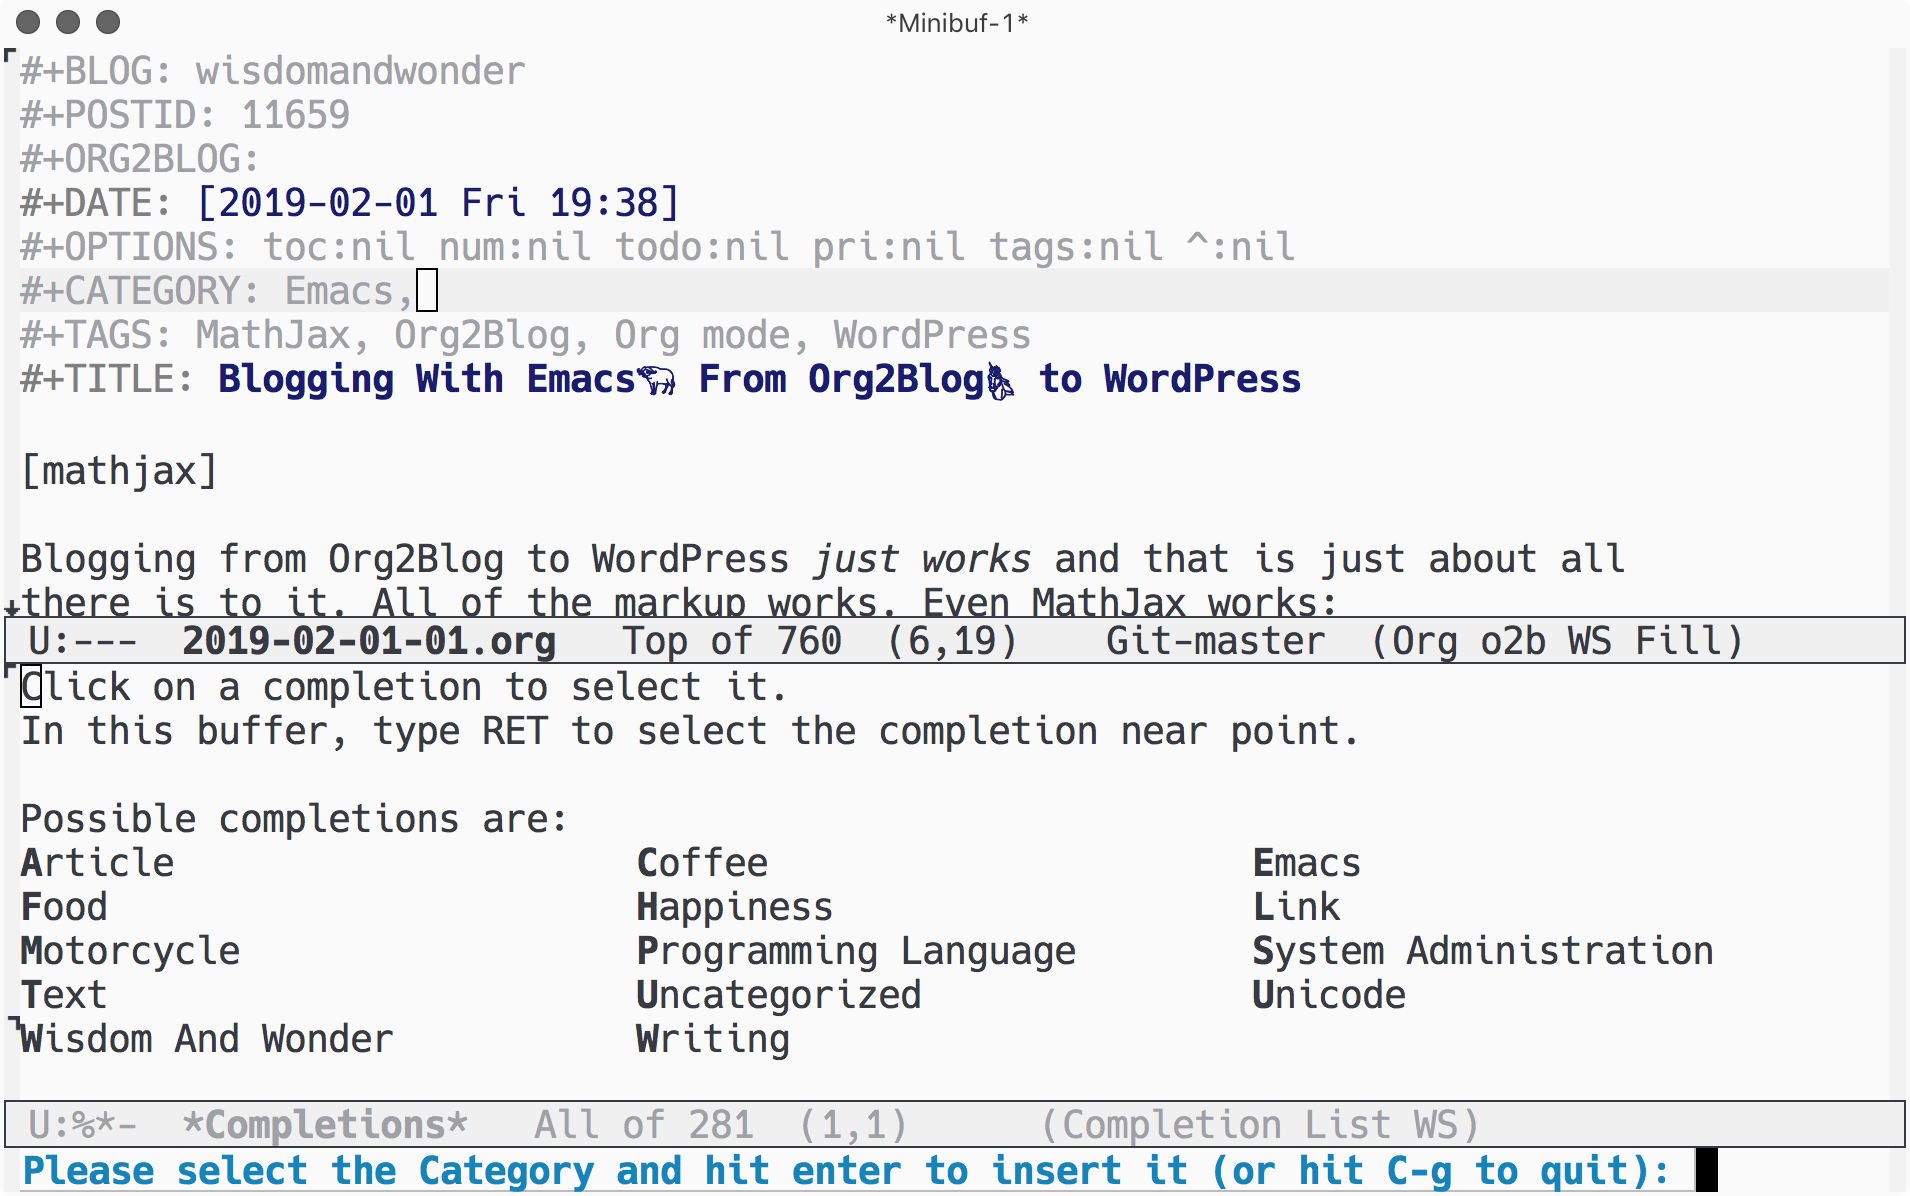 *Minibuf-1*
#+BLOG: wisdomandwonder
#+POSTID: 11659
#+ORG2BLOG:
#+DATE: [2019-02-01 Fri 19:38]
#+OPTIONS: toc:nil num:nil todo:nil pri:nil tags:nil ^:nil
#+CATEGORY: Emacs,
#+TAGS: MathJax, Org2Blog, Org mode, WordPress
#+TITLE: Blogging With Emacs🐃 From Org2Blog to WordPress
[mathjax]
Blogging from Org2Blog to WordPress just works and that is just about all
there is to it. All of the markup works. Even MathJax works:
U:---  2019-02-01-01.org   Top of 760  (6,19)    Git-master  (Org o2b WS Fill)
Click on a completion to select it.
In this buffer, type RET to select the completion near point.
Possible completions are:
Article Coffee Emacs
Food Happiness Link
Motorcycle Programming Language System Administration
Text Uncategorized Unicode
Wisdom And Wonder Writing
U:%*-  *Completions*   All of 281  (1,1)      (Completion List WS)
Please select the Category and hit enter to insert it (or hit C-g to quit):